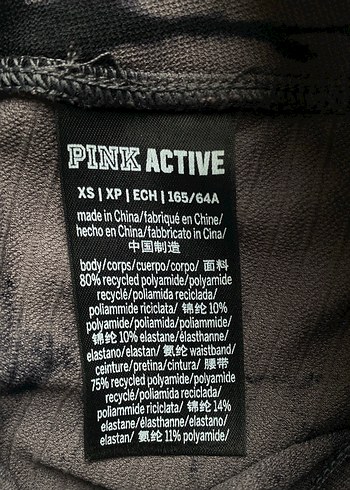 PINK ACTIVE
XS | XP | ECH | 165/64A
made in China/fabriqué en Chine/
hecho en China/fabbricato in Cina/
中国制造
body/corps/cuerpo/corpo/ 面料
80% recycled polyamide/polyamide
recyclé/poliamida reciclada/
poliammide riciclata/ 锦纶 10%
polyamide/poliamida/poliammide/
锦纶 10% elastane/élasthanne/
elastano/elastan/ 氨纶 waistband/
ceinture/pretina/cintura/ 腰带
75% recycled polyamide/polyamide
recyclé/poliamida reciclada/
poliammide riciclata/ 锦纶 14%
elastane/élasthanne/elastano/
elastan/ 氨纶 11% polyamide/